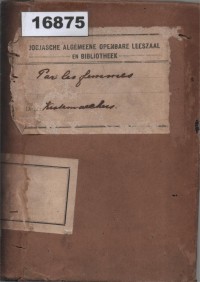 16875
JOODSCHE ALGEMEENE OPENBARE LEESZAAL
EN BIBLIOTHEEK
Par les femmes